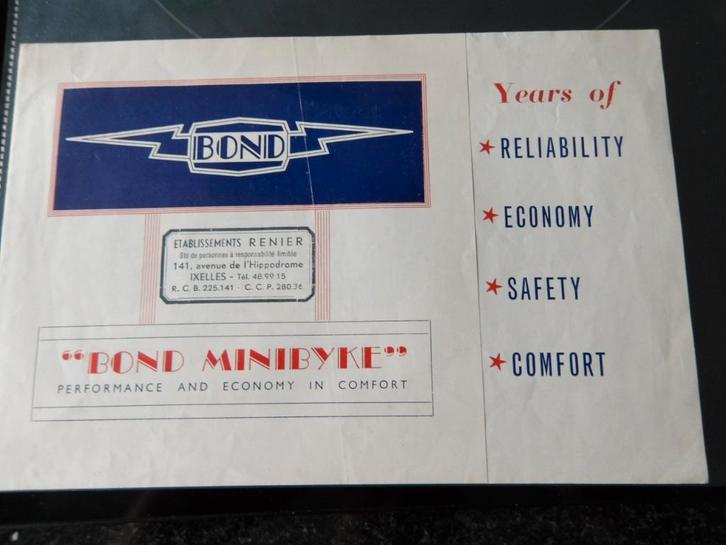 BOND
ETABLISSEMENTS RENIER
Sté de personnes à responsabilité limitée
141, avenue de l'Hippodrome
IXELLES - Tél. 48.99.15
R. C. B. 225.141 - C. C. P. 280.36
"BOND MINIBYKE"
PERFORMANCE AND ECONOMY IN COMFORT
Years of
★ RELIABILITY
★ ECONOMY
★ SAFETY
★ COMFORT